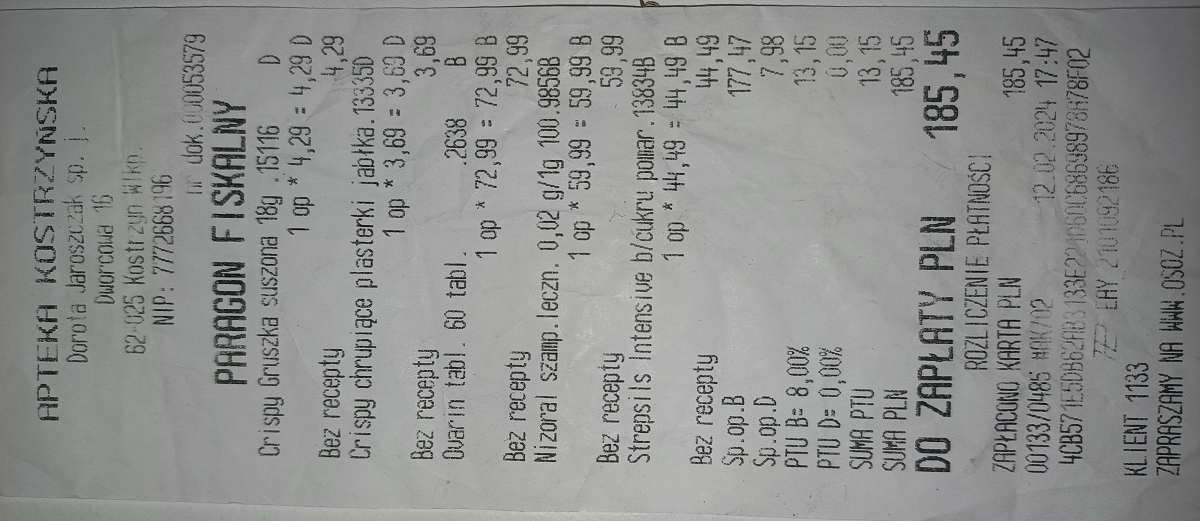 APTEKA KOSTRZYŃSKA
Dorota Jaroszczak sp. j.
Dworcowa 16
62-025 Kostrzyn Wlkp.
NIP: 7772668196
nr dok.00053579
PARAGON FISKALNY
Crispy Gruszka suszona 18g .15116 D
1 op * 4,29 = 4,29 D
Bez recepty 4,29
Crispy chrupiące plasterki jabłka.13335D
1 op * 3,69 = 3,69 D
Bez recepty 3,69
Ovarin tabl. 60 tabl. .2638 B
1 op * 72,99 = 72,99 B
Bez recepty 72,99
Nizoral szamp.leczn. 0,02 g/1g 100.9856B
1 op * 59,99 = 59,99 B
Bez recepty 59,99
Strepsils Intensive b/cukru pomar.13834B
1 op * 44,49 = 44,49 B
Bez recepty 44,49
Sp.op.B 177,47
Sp.op.D 7,98
PTU B= 8,00% 13,15
PTU D= 0,00% 0,00
SUMA PTU 13,15
SUMA PLN 185,45
DO ZAPŁATY PLN 185,45
ROZLICZENIE PŁATNOŚCI
ZAPŁACONO KARTA PLN 185,45
00133/0485 MAK/02 12.02.2024 17:47
EAY 2101092186
KLIENT 1133
ZAPRASZAMY NA WWW.OSOZ.PL